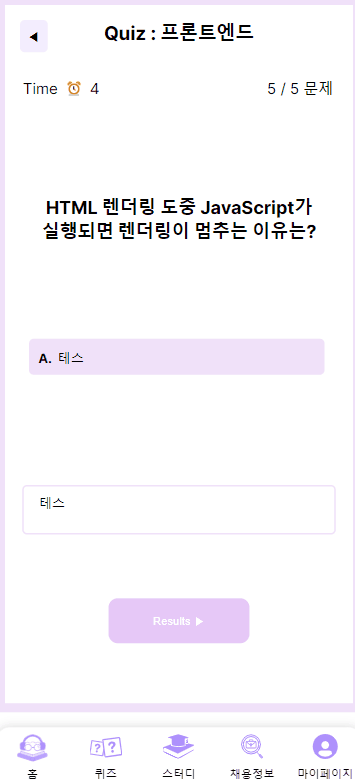 ◀ Quiz : 프론트엔드
Time ⏰ 4 5 / 5 문제
HTML 렌더링 도중 JavaScript가
실행되면 렌더링이 멈추는 이유는?
A. 테스
테스
Results ▶
홈 퀴즈 스터디 채용정보 마이페이지